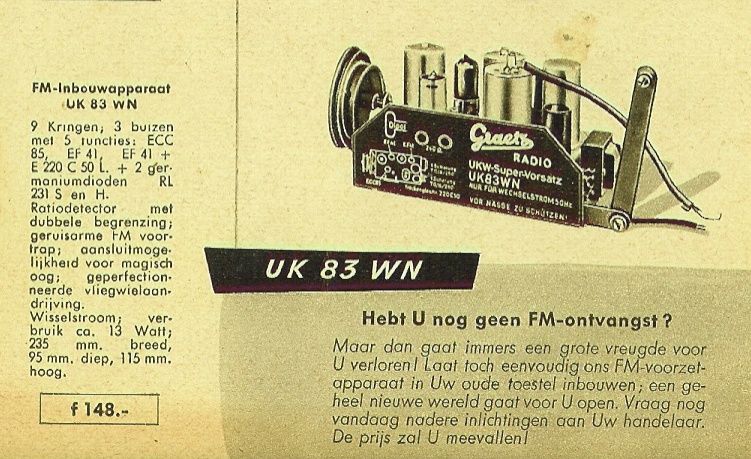 FM-Inbouwapparaat
UK 83 WN
9 Kringen; 3 buizen
met 5 functies: ECC
85, EF 41, EF 41 +
E 220 C 50 L. + 2 ger-
maniumdioden RL
231 S en H.
Ratiodetector met
dubbele begrenzing;
geruisarme FM voor-
trap; aansluitmoge-
lijkheid voor magisch
oog; geperfection-
neerde vliegwielaan-
drijving.
Wisselstroom; ver-
bruik ca. 13 Watt;
235 mm. breed,
95 mm. diep, 115 mm.
hoog.
f 148.-
Graetz
RADIO
UKW-Super-Vorsatz
UK83WN
NUR FÜR WECHSELSTROM 50Hz
VOR NÄSSE ZU SCHÜTZEN!
UK 83 WN
Hebt U nog geen FM-ontvangst?
Maar dan gaat immers een grote vreugde voor
U verloren! Laat toch eenvoudig ons FM-voorzet-
apparaat in Uw oude toestel inbouwen; een ge-
heel nieuwe wereld gaat voor U open. Vraag nog
vandaag nadere inlichtingen aan Uw handelaar.
De prijs zal U meevallen!